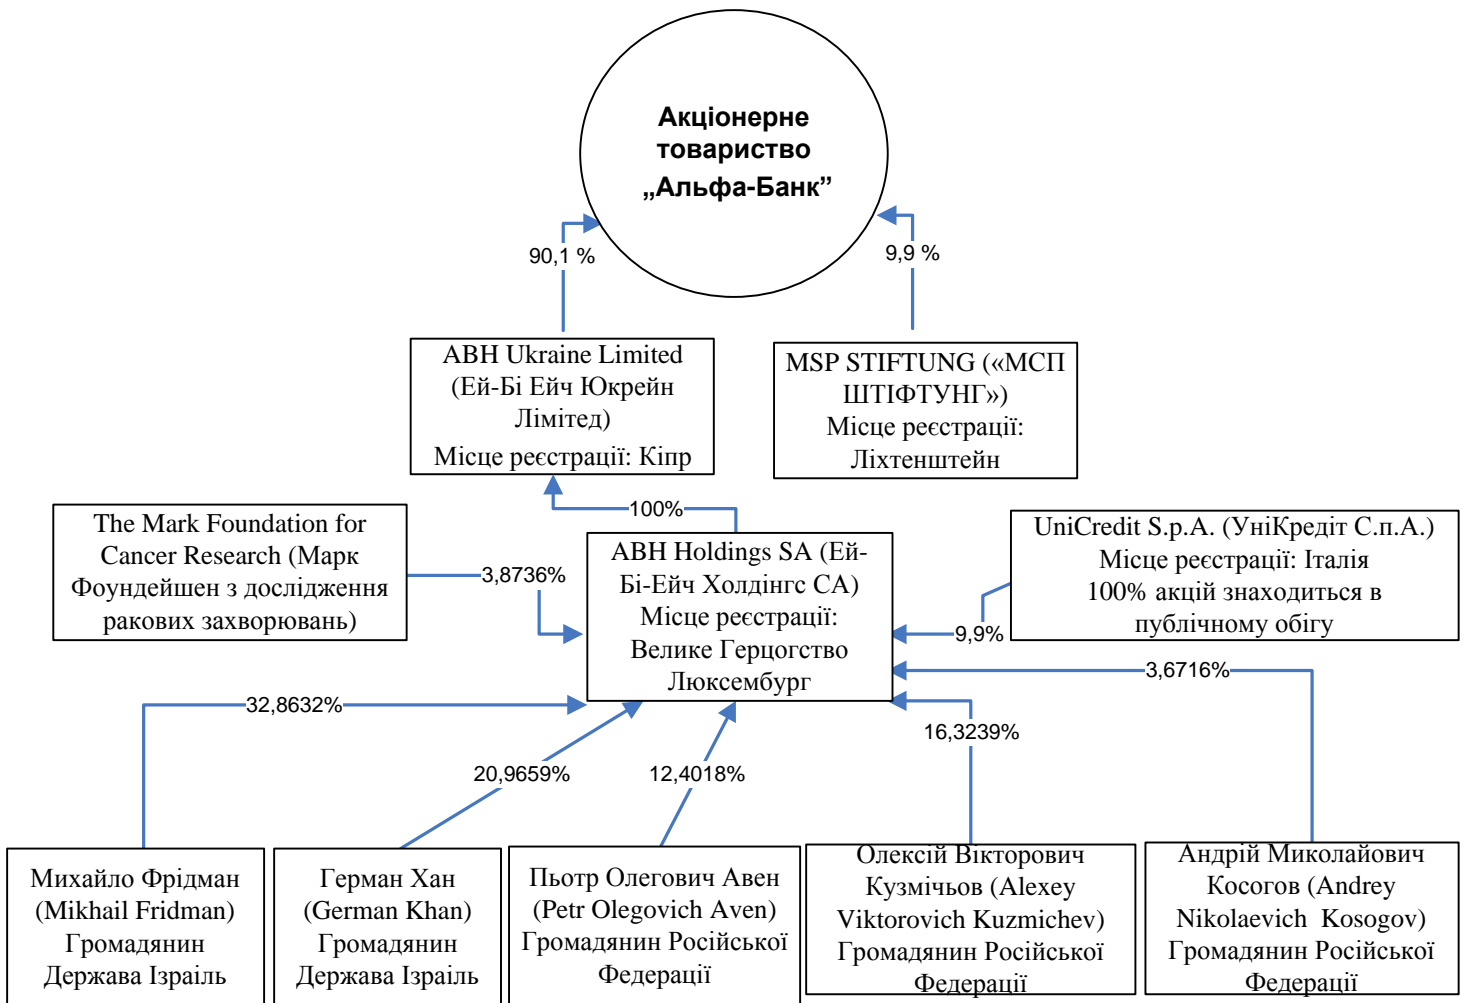 Акціонерне
товариство
„Альфа-Банк”
90,1 %
9,9 %
ABH Ukraine Limited
(Ей-Бі Ейч Юкрейн
Лімітед)
Місце реєстрації: Кіпр
MSP STIFTUNG («МСП
ШТІФТУНГ»)
Місце реєстрації:
Ліхтенштейн
100%
The Mark Foundation for
Cancer Research (Марк
Фоундейшен з дослідження
ракових захворювань)
3,8736%
ABH Holdings SA (Ей-
Бі-Ейч Холдінгс СА)
Місце реєстрації:
Велике Герцогство
Люксембург
UniCredit S.p.A. (УніКредіт С.п.А.)
Місце реєстрації: Італія
100% акцій знаходиться в
публічному обігу
9,9%
3,6716%
32,8632%
16,3239%
20,9659%
12,4018%
Михайло Фрідман
(Mikhail Fridman)
Громадянин
Держава Ізраїль
Герман Хан
(German Khan)
Громадянин
Держава Ізраїль
Пьотр Олегович Авен
(Petr Olegovich Aven)
Громадянин Російської
Федерації
Олексій Вікторович
Кузмічьов (Alexey
Viktorovich Kuzmichev)
Громадянин Російської
Федерації
Андрій Миколайович
Косогов (Andrey
Nikolaevich Kosogov)
Громадянин Російської
Федерації